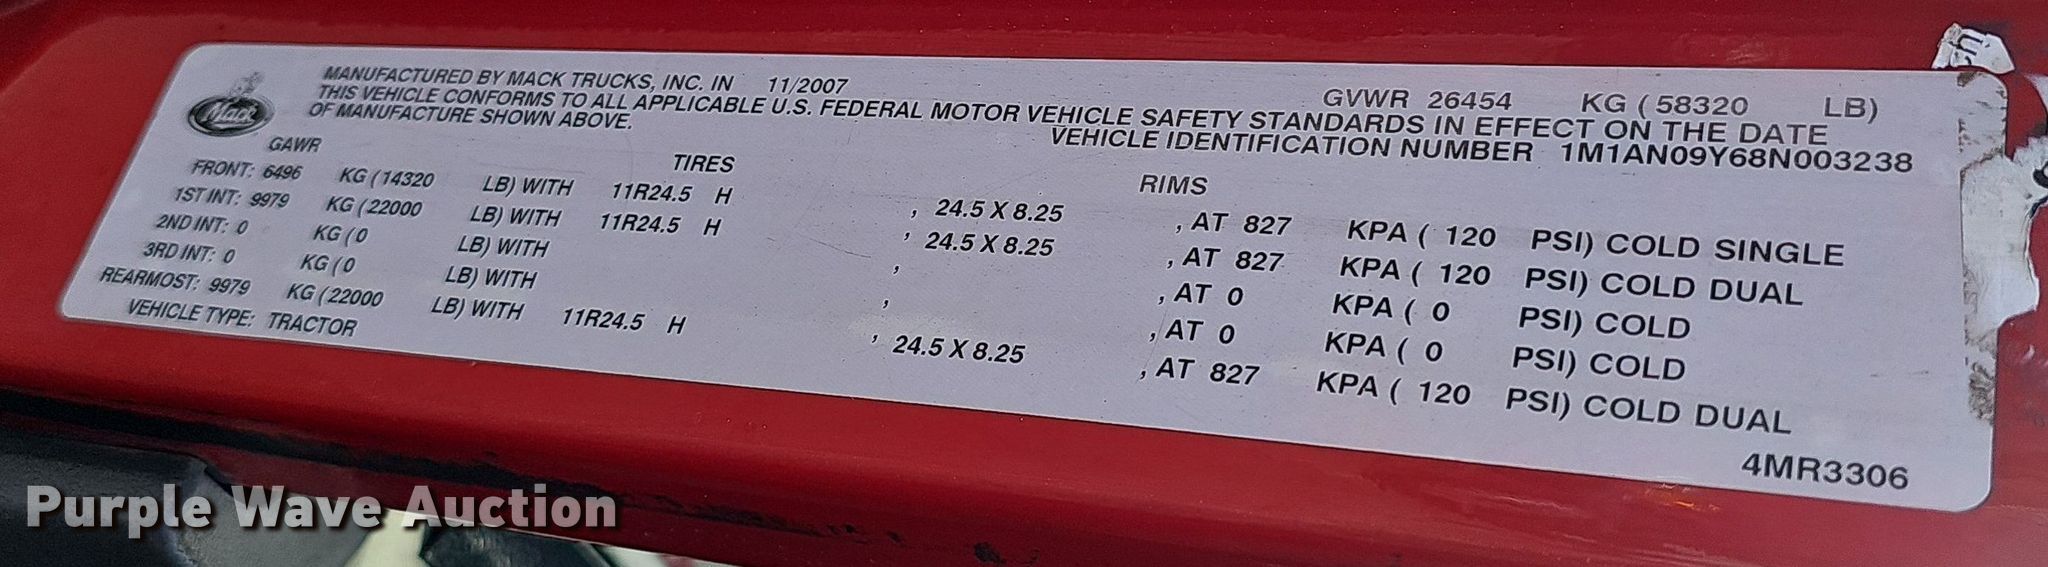 MANUFACTURED BY MACK TRUCKS, INC. IN 11/2007 GVWR 26454 KG ( 58320 LB)
THIS VEHICLE CONFORMS TO ALL APPLICABLE U.S. FEDERAL MOTOR VEHICLE SAFETY STANDARDS IN EFFECT ON THE DATE
OF MANUFACTURE SHOWN ABOVE. VEHICLE IDENTIFICATION NUMBER 1M1AN09Y68N003238
Mack
GAWR TIRES RIMS
FRONT: 6496 KG (14320 LB) WITH 11R24.5 H , 24.5 X 8.25 , AT 827 KPA ( 120 PSI) COLD SINGLE
1ST INT: 9979 KG (22000 LB) WITH 11R24.5 H , 24.5 X 8.25 , AT 827 KPA ( 120 PSI) COLD DUAL
2ND INT: 0 KG (0 LB) WITH , , AT 0 KPA ( 0 PSI) COLD
3RD INT: 0 KG (0 LB) WITH , , AT 0 KPA ( 0 PSI) COLD
REARMOST: 9979 KG (22000 LB) WITH 11R24.5 H , 24.5 X 8.25 , AT 827 KPA ( 120 PSI) COLD DUAL
VEHICLE TYPE: TRACTOR
4MR3306
Purple Wave Auction